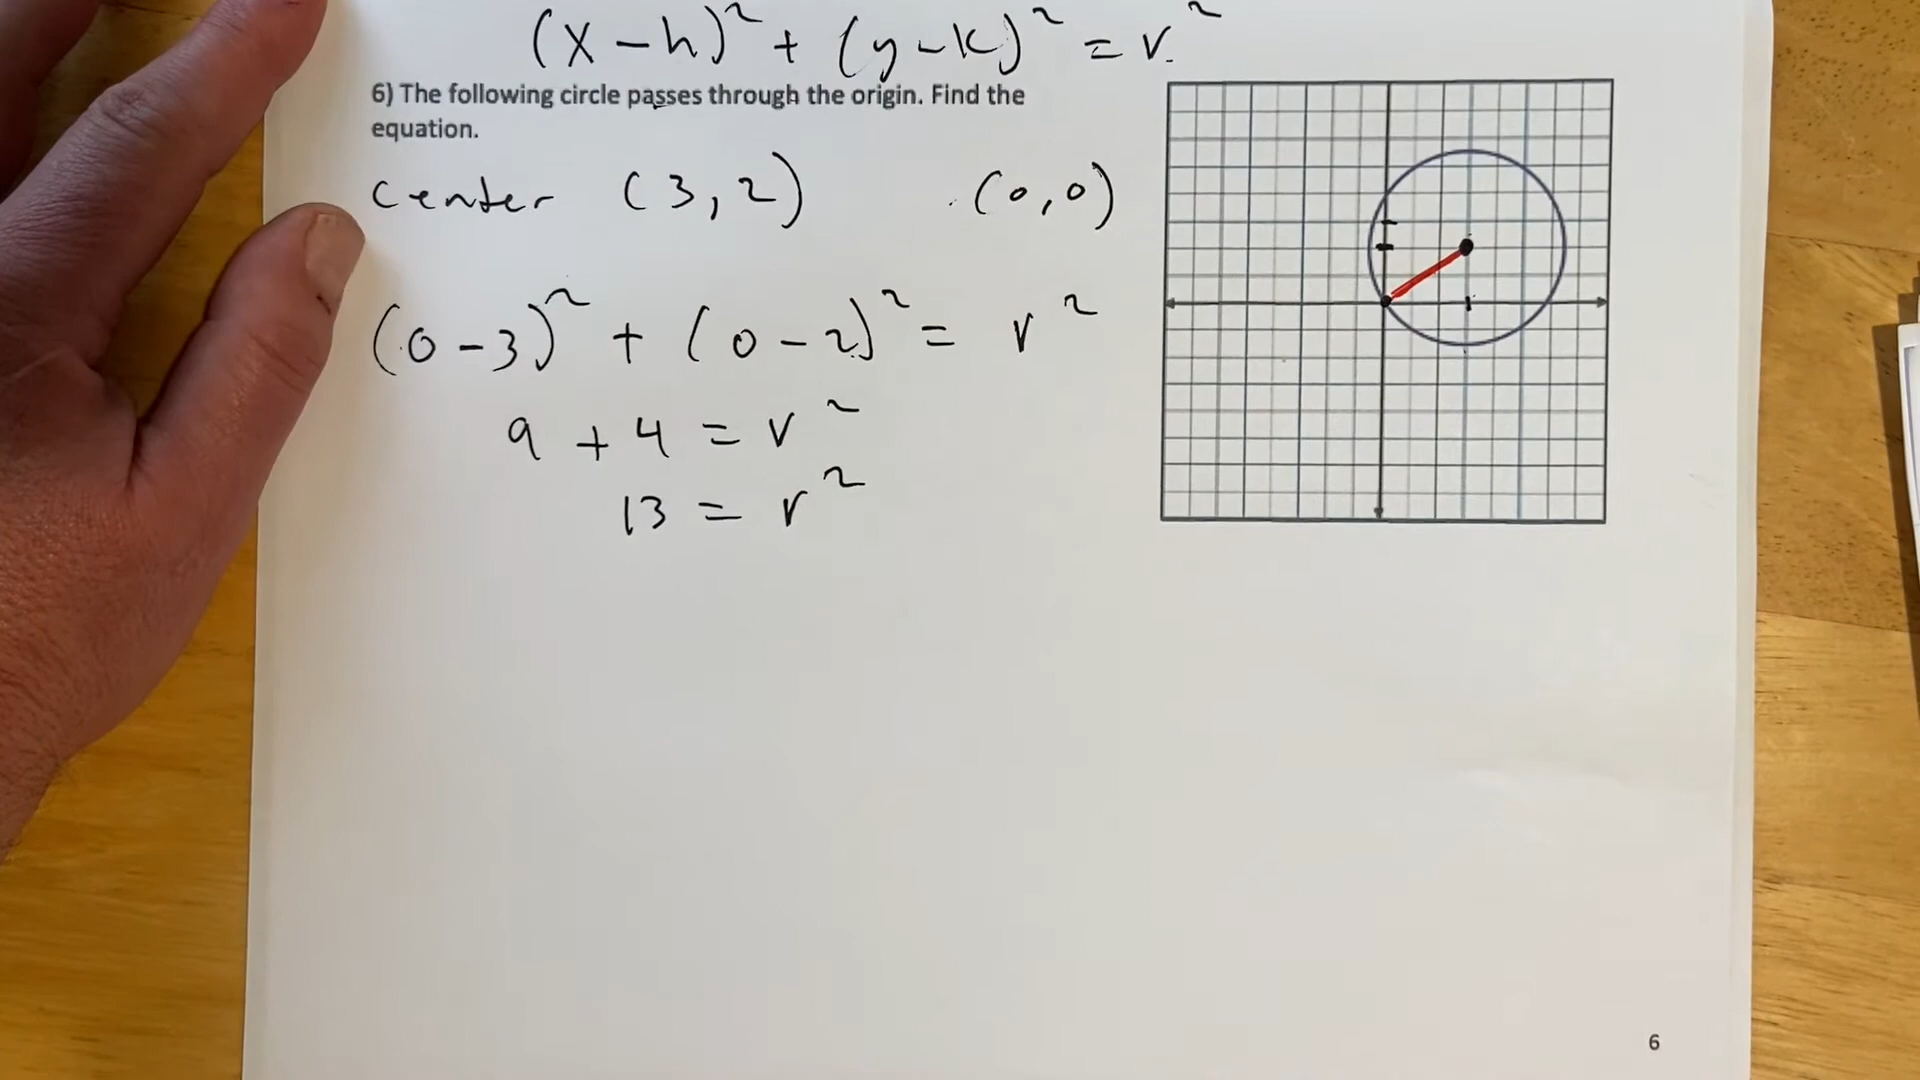 (x-h)² + (y-k)² = r²
6) The following circle passes through the origin. Find the
equation.
center (3,2) (0,0)
(0-3)² + (0-2)² = r²
9 + 4 = r²
13 = r²
6